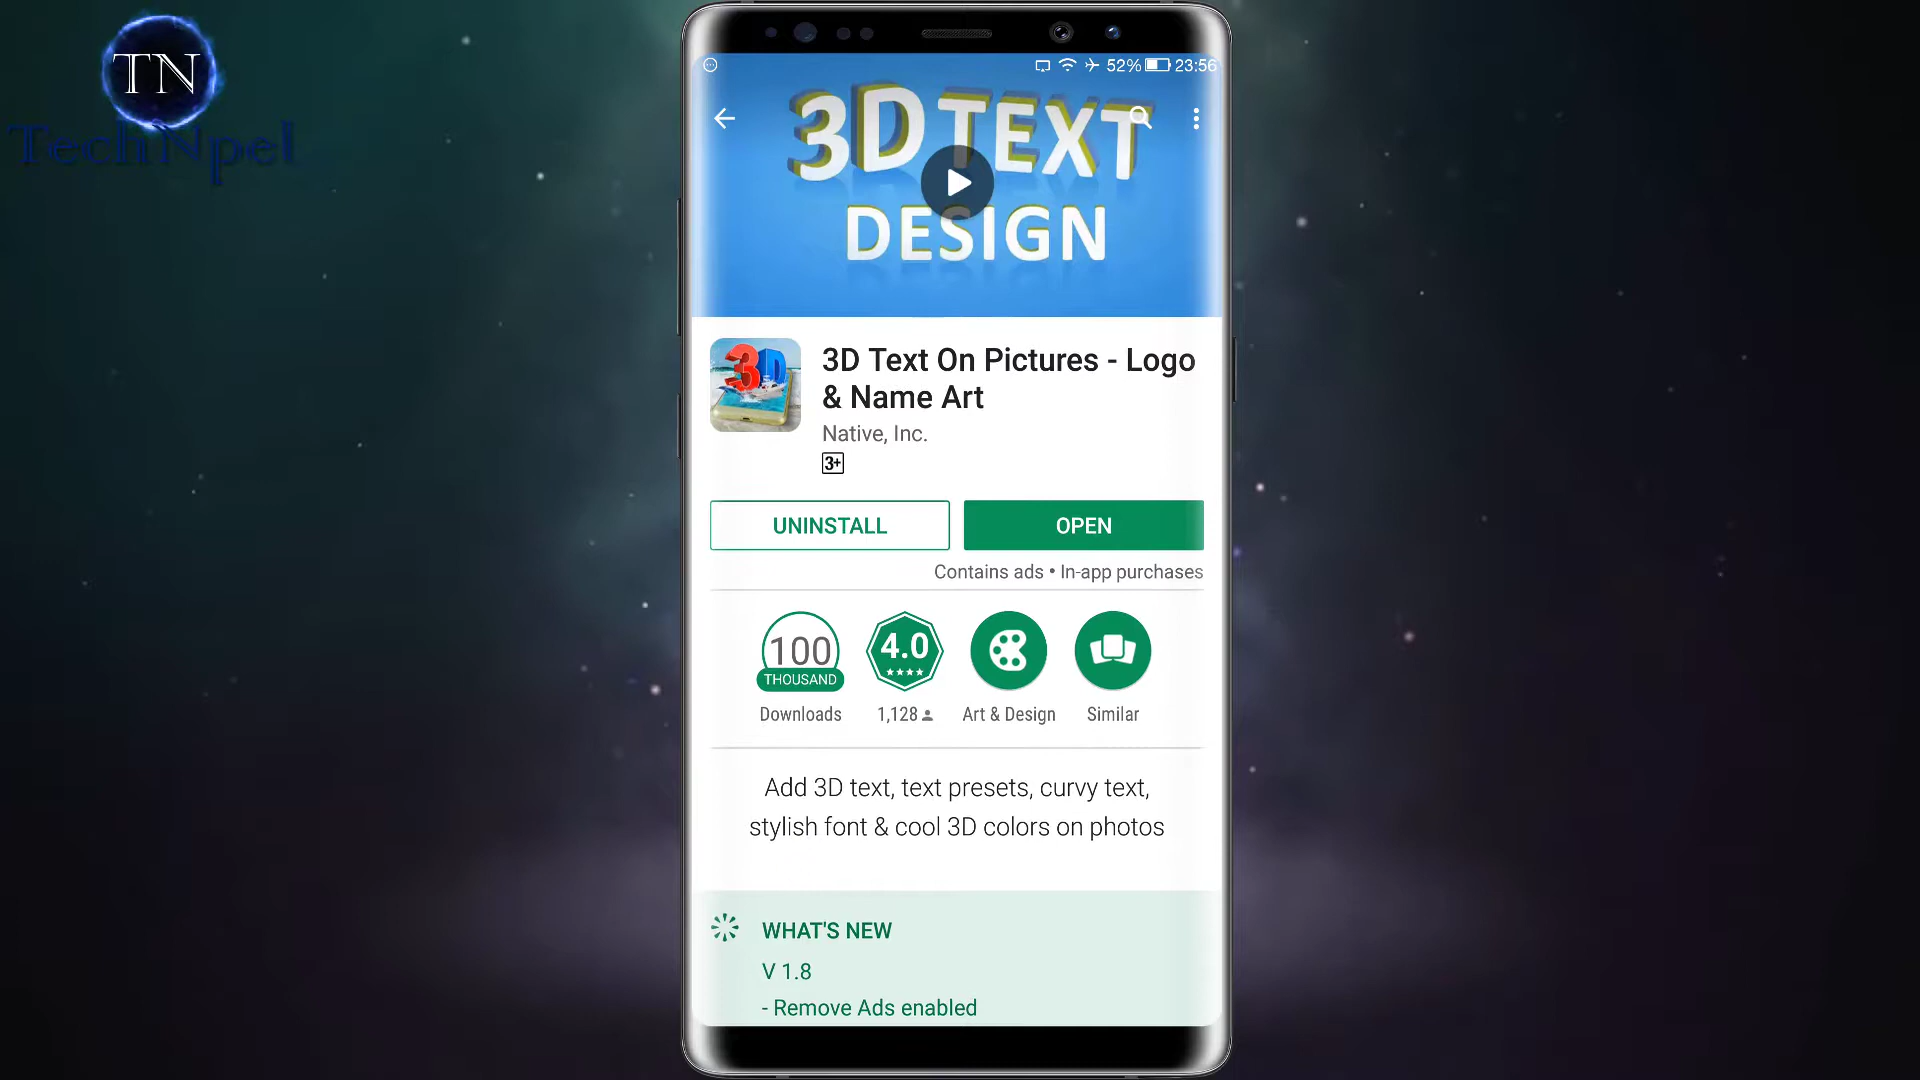 TN
TechNpel
52% 23:56
3D TEXT
DESIGN
3D
3D Text On Pictures - Logo
& Name Art
Native, Inc.
3+
UNINSTALL
OPEN
Contains ads • In-app purchases
100
THOUSAND
Downloads
4.0
1,128
Art & Design
Similar
Add 3D text, text presets, curvy text,
stylish font & cool 3D colors on photos
WHAT'S NEW
V 1.8
- Remove Ads enabled